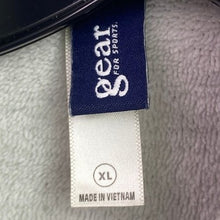 gear
FOR SPORTS.
XL
MADE IN VIETNAM